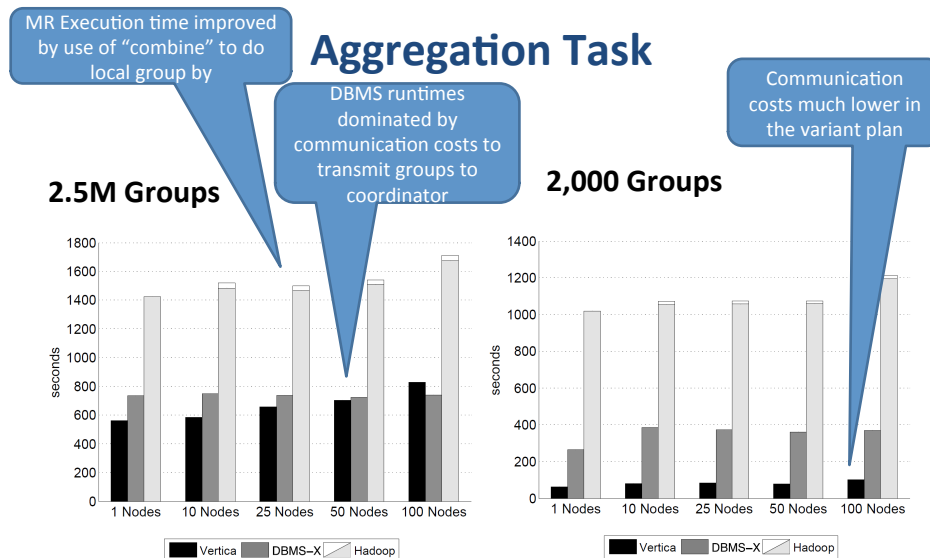 MR Execution time improved
by use of “combine” to do
local group by
Aggregation Task
DBMS runtimes
dominated by
communication costs to
transmit groups to
coordinator
Communication
costs much lower in
the variant plan
2.5M Groups
1800
1600
1400
1200
1000
800
600
400
200
0
seconds
1 Nodes
10 Nodes
25 Nodes
50 Nodes
100 Nodes
Vertica
DBMS−X
Hadoop
2,000 Groups
1400
1200
1000
800
600
400
200
0
seconds
1 Nodes
10 Nodes
25 Nodes
50 Nodes
100 Nodes
Vertica
DBMS−X
Hadoop